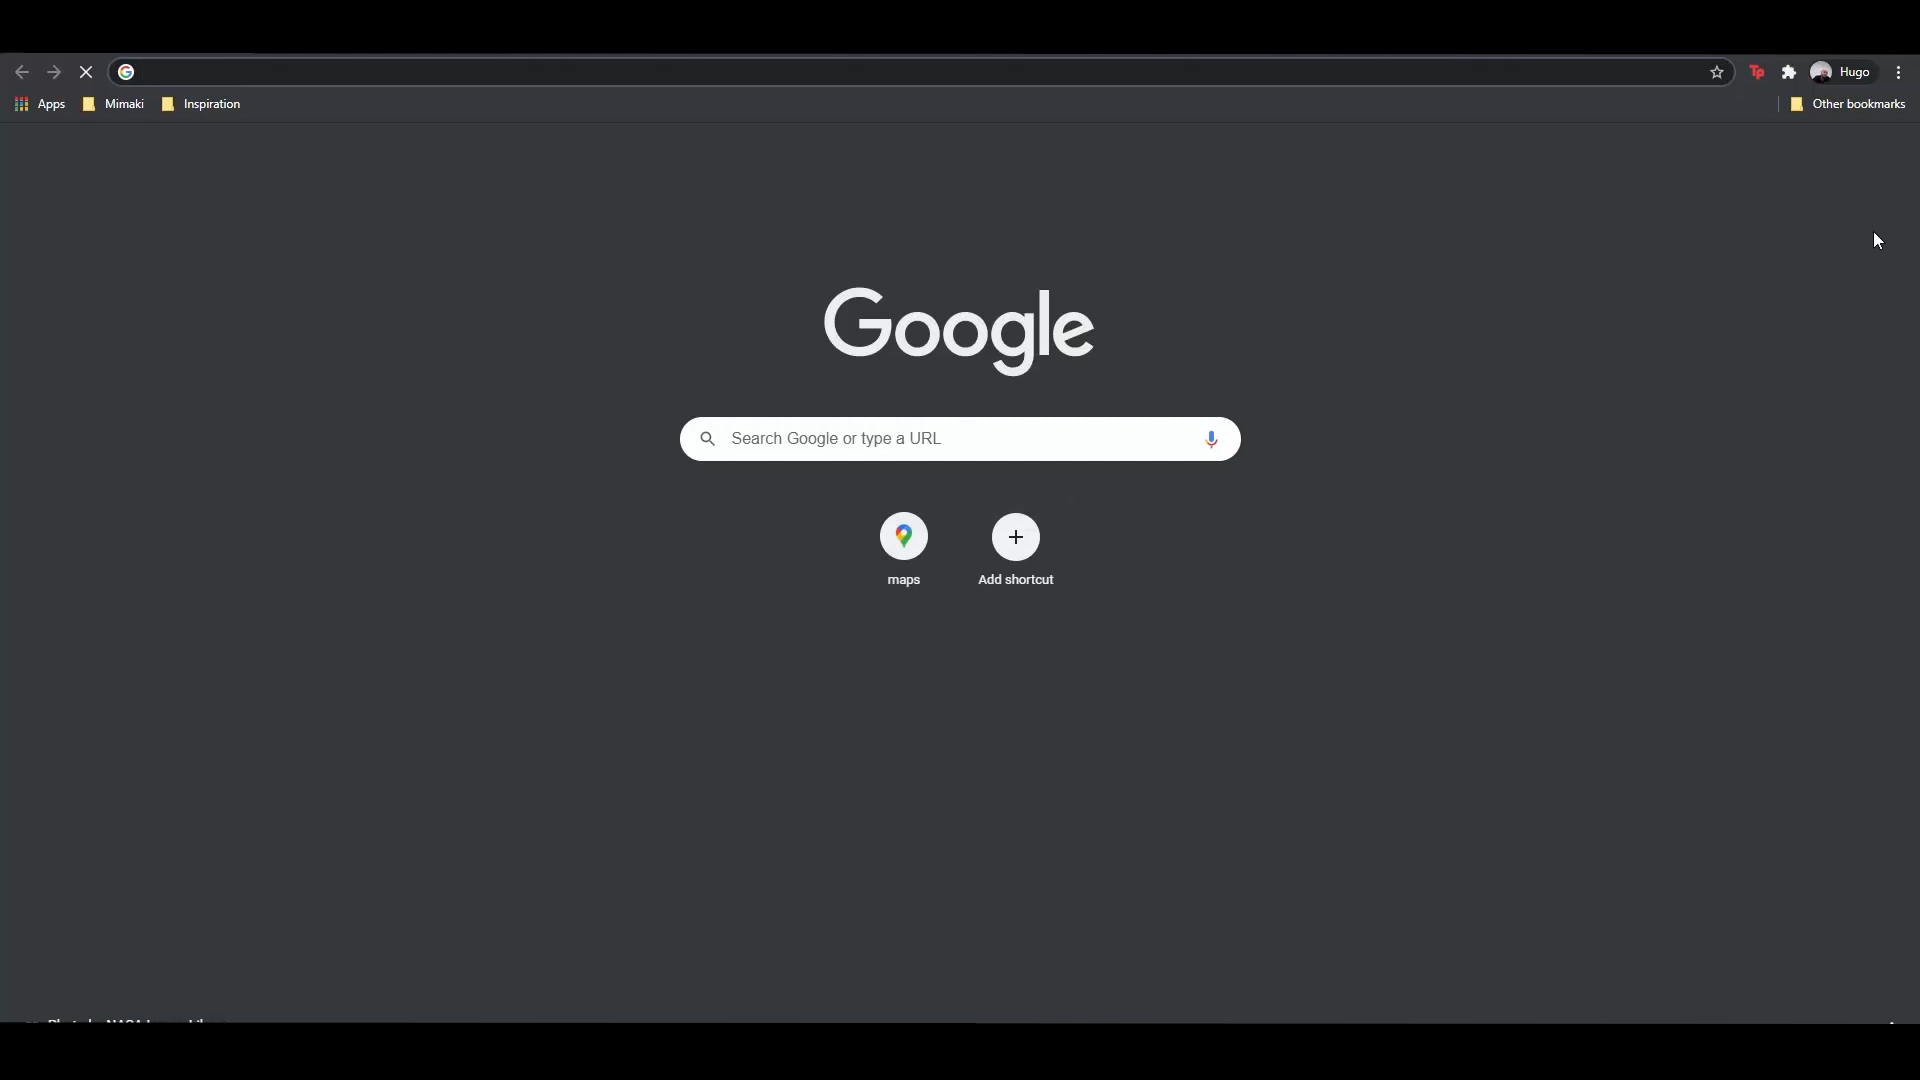 Hugo
Apps Mimaki Inspiration Other bookmarks
Google
Search Google or type a URL
maps Add shortcut